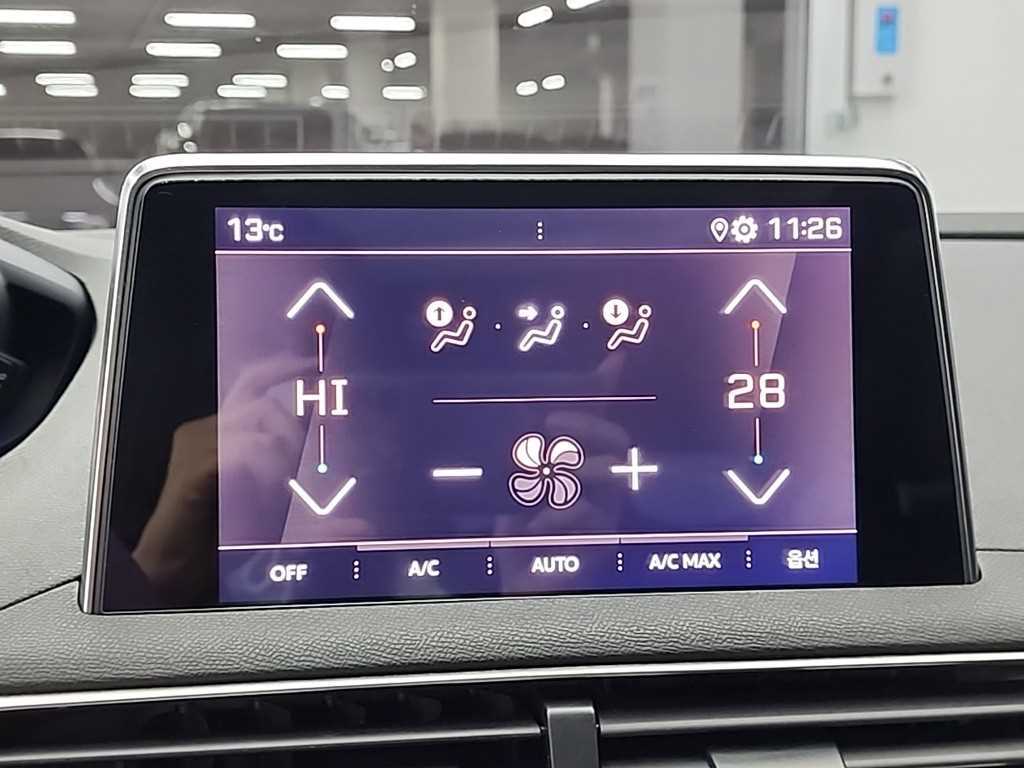 13°C 11:26
HI 28
OFF A/C AUTO A/C MAX 옵션